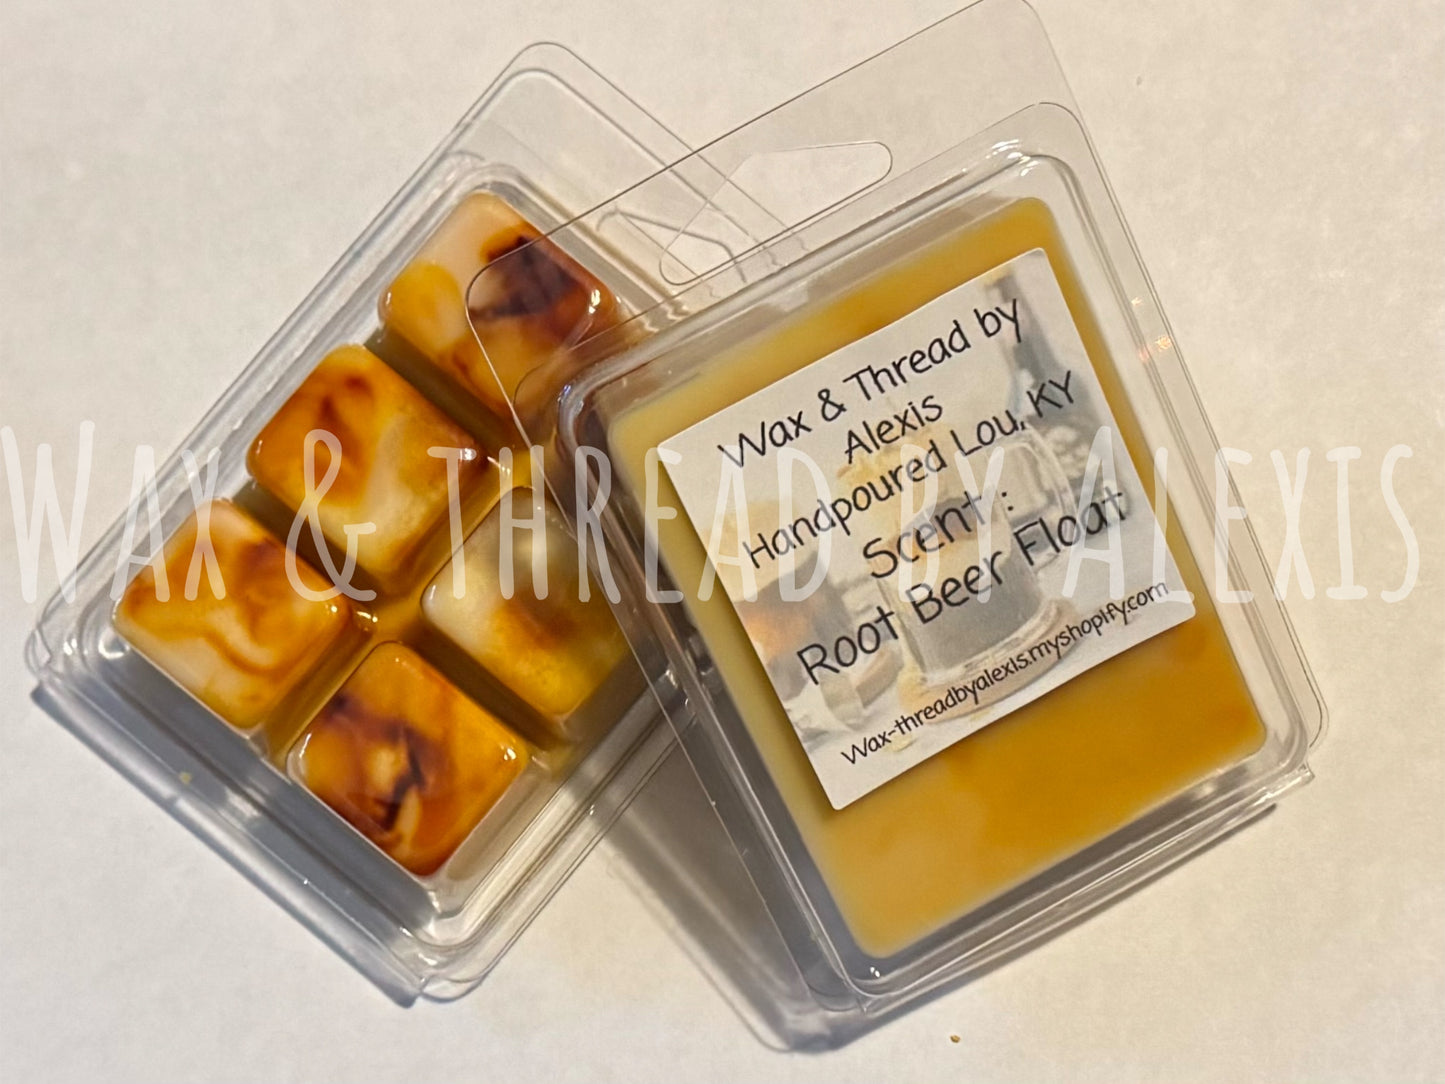 Wax & Thread by
Alexis
Handpoured Lou, KY
Scent :
Root Beer Float
Wax-threadbyalexis.myshopify.com
Wax & Thread by Alexis